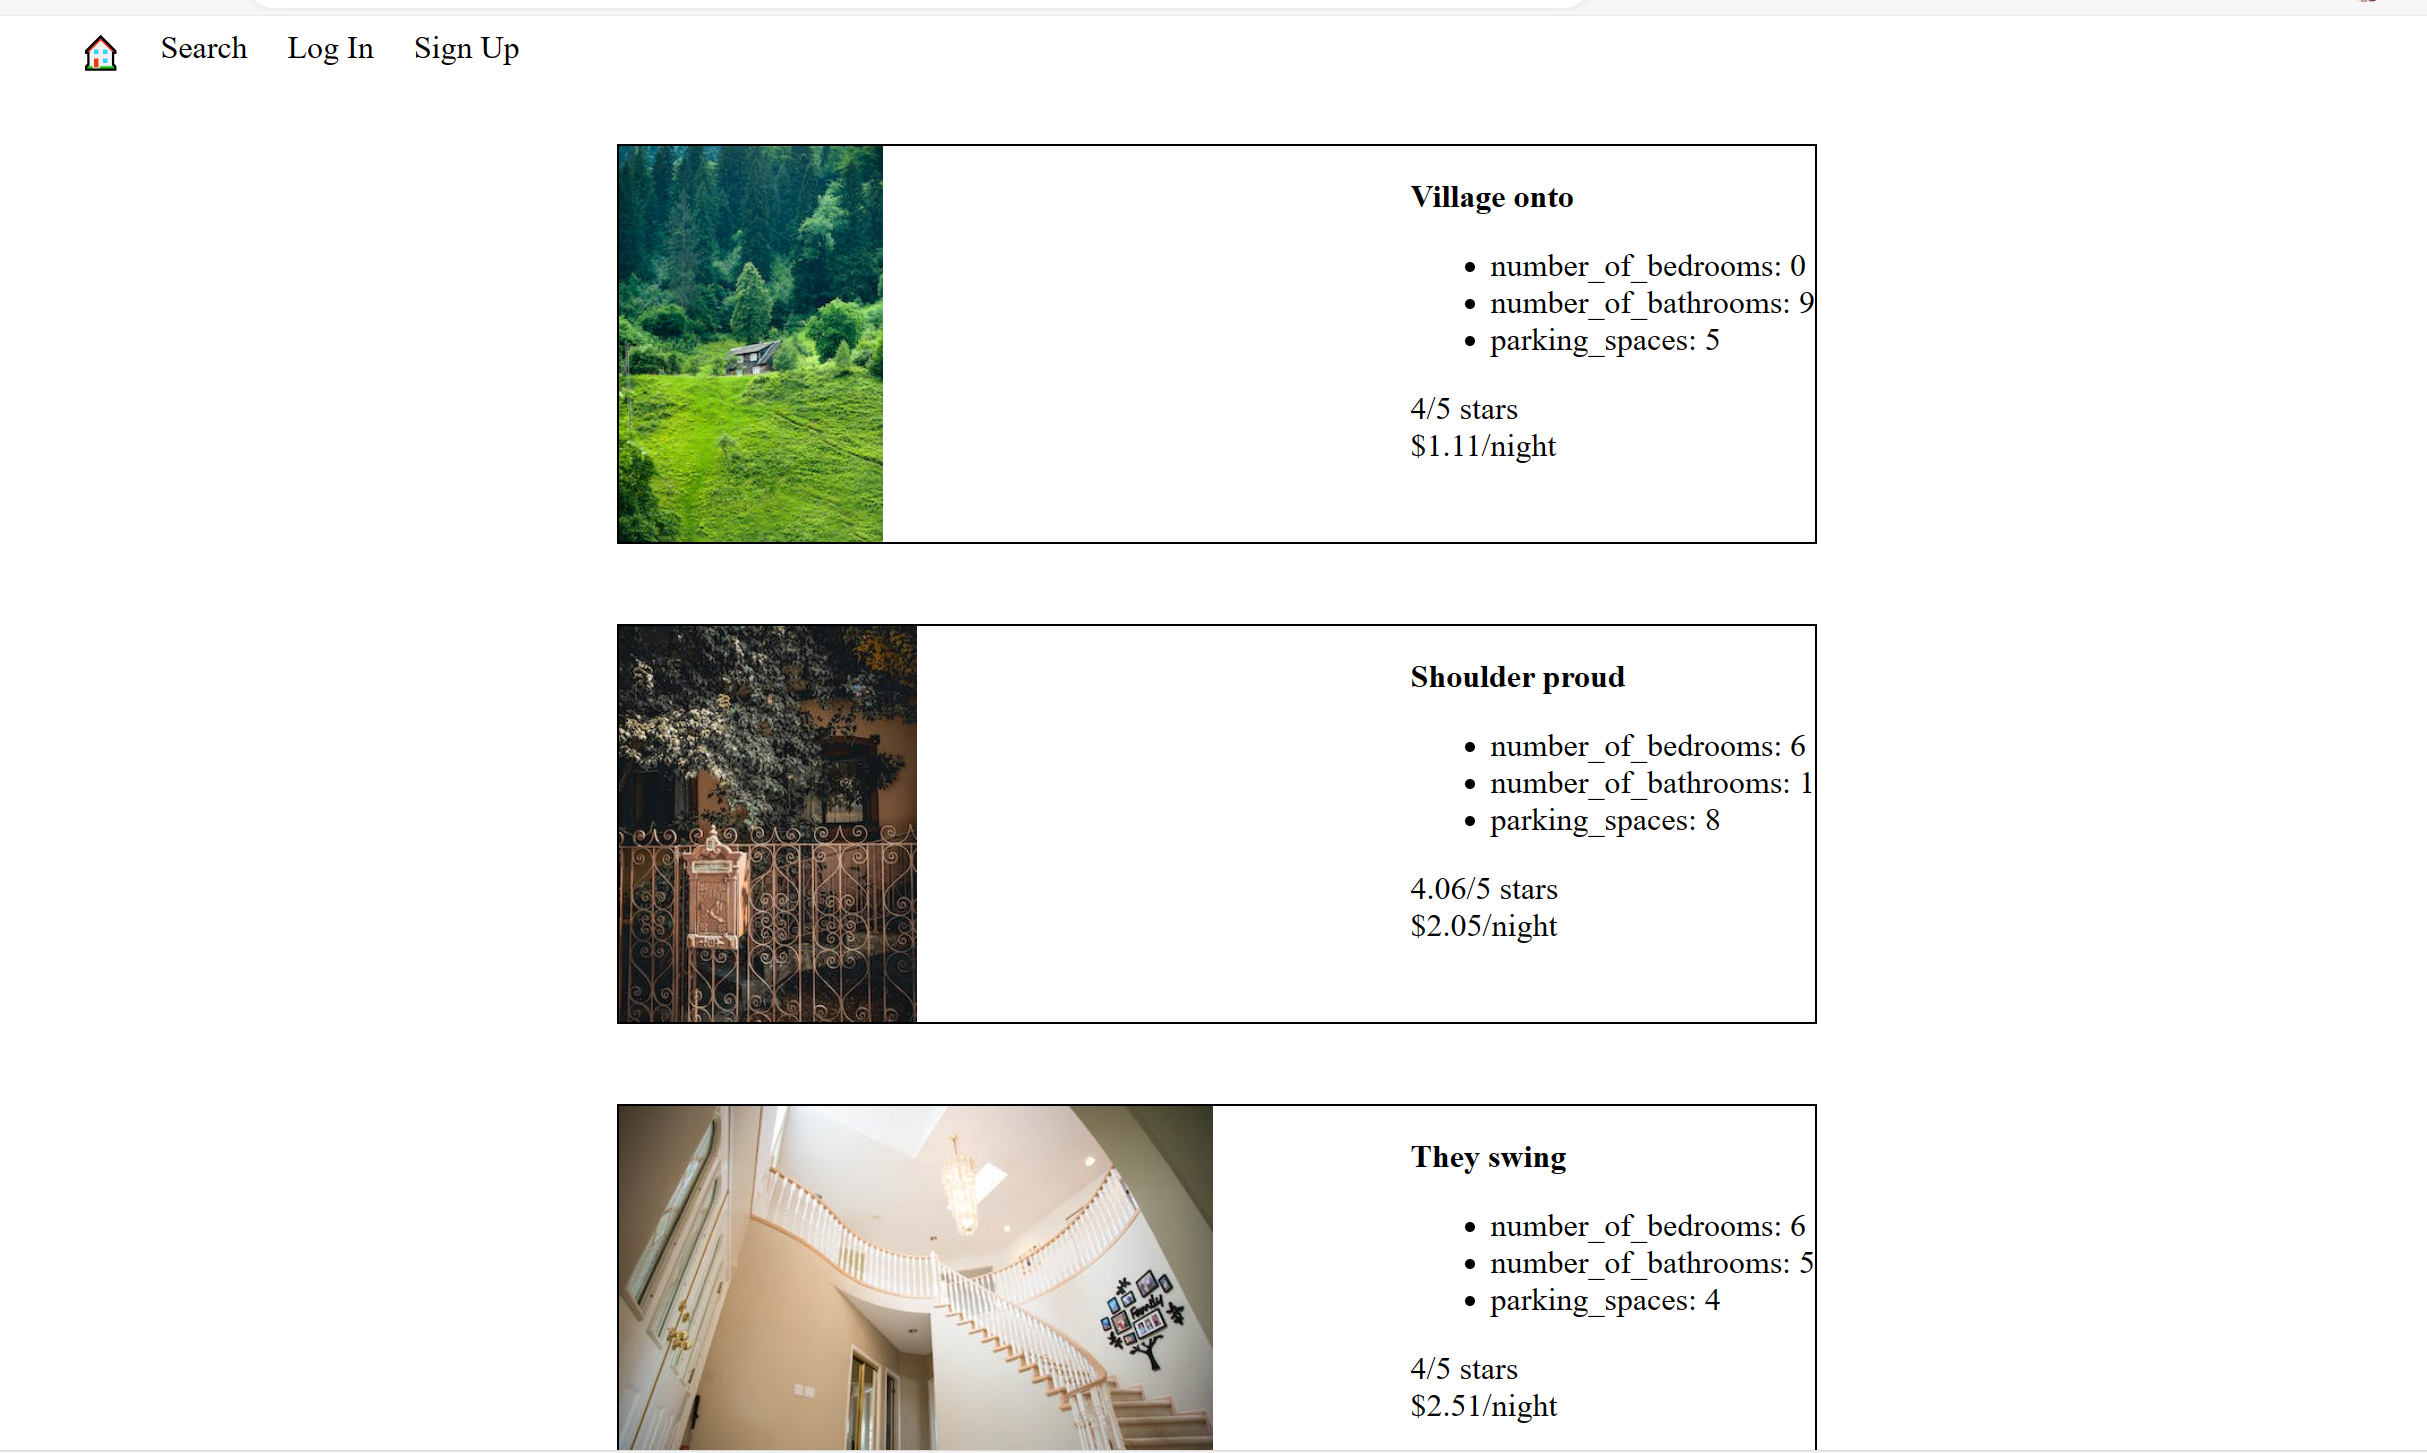 Search Log In Sign Up
Village onto
number_of_bedrooms: 0
number_of_bathrooms: 9
parking_spaces: 5
4/5 stars
$1.11/night
Shoulder proud
number_of_bedrooms: 6
number_of_bathrooms: 1
parking_spaces: 8
4.06/5 stars
$2.05/night
They swing
number_of_bedrooms: 6
number_of_bathrooms: 5
parking_spaces: 4
Family
4/5 stars
$2.51/night